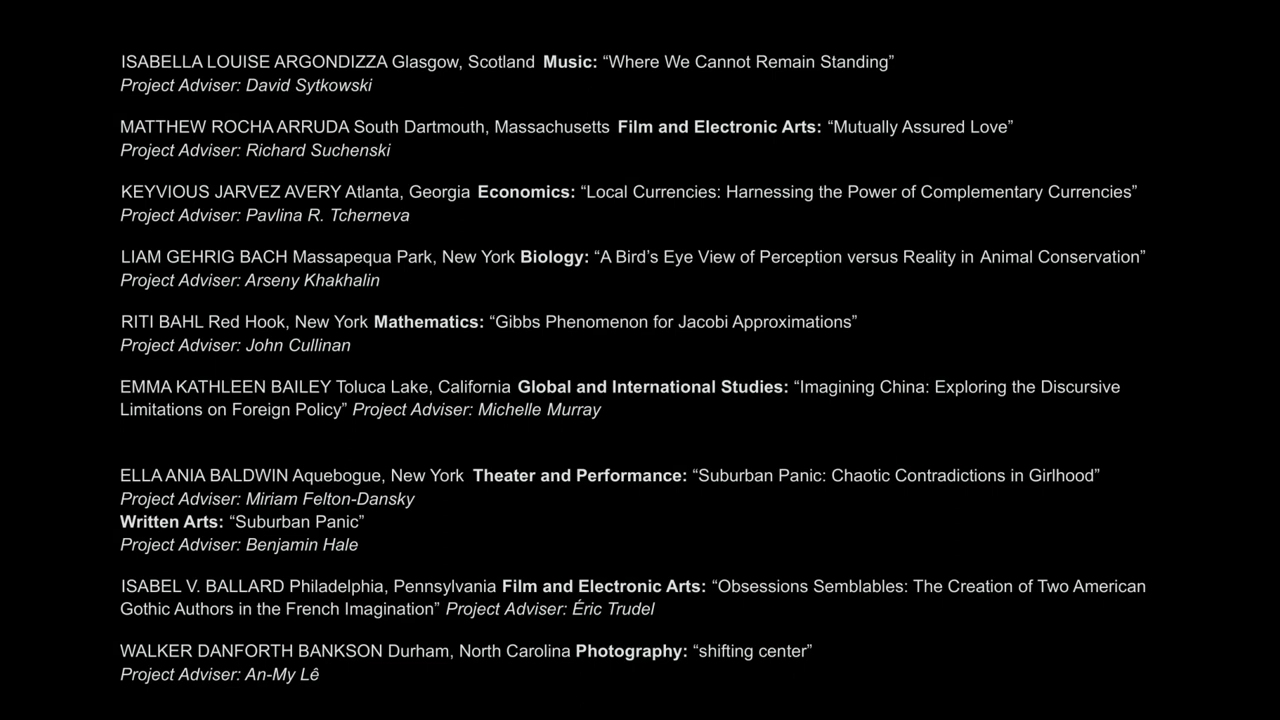 ISABELLA LOUISE ARGONDIZZA Glasgow, Scotland Music: “Where We Cannot Remain Standing”
Project Adviser: David Sytkowski
MATTHEW ROCHA ARRUDA South Dartmouth, Massachusetts Film and Electronic Arts: “Mutually Assured Love”
Project Adviser: Richard Suchenski
KEYVIOUS JARVEZ AVERY Atlanta, Georgia Economics: “Local Currencies: Harnessing the Power of Complementary Currencies”
Project Adviser: Pavlina R. Tcherneva
LIAM GEHRIG BACH Massapequa Park, New York Biology: “A Bird’s Eye View of Perception versus Reality in Animal Conservation”
Project Adviser: Arseny Khakhalin
RITI BAHL Red Hook, New York Mathematics: “Gibbs Phenomenon for Jacobi Approximations”
Project Adviser: John Cullinan
EMMA KATHLEEN BAILEY Toluca Lake, California Global and International Studies: “Imagining China: Exploring the Discursive
Limitations on Foreign Policy” Project Adviser: Michelle Murray
ELLA ANIA BALDWIN Aquebogue, New York Theater and Performance: “Suburban Panic: Chaotic Contradictions in Girlhood”
Project Adviser: Miriam Felton-Dansky
Written Arts: “Suburban Panic”
Project Adviser: Benjamin Hale
ISABEL V. BALLARD Philadelphia, Pennsylvania Film and Electronic Arts: “Obsessions Semblables: The Creation of Two American
Gothic Authors in the French Imagination” Project Adviser: Éric Trudel
WALKER DANFORTH BANKSON Durham, North Carolina Photography: “shifting center”
Project Adviser: An-My Lê